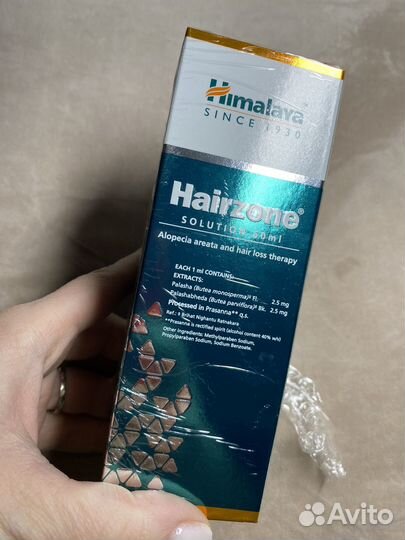 Himalaya
SINCE 1930
Hairzone®
SOLUTION 60ml
Alopecia areata and hair loss therapy
EACH 1 ml CONTAINS:
EXTRACTS:
Palasha (Butea monosperma)# Fl. 2.5 mg
Palashabheda (Butea parviflora)# Bk. 2.5 mg
Processed in Prasanna** Q.S.
Ref.: # Brihat Nighantu Ratnakara
**Prasanna is rectified spirit (alcohol content 40% v/v)
Other Ingredients: Methylparaben Sodium,
Propylparaben Sodium, Sodium Benzoate.
Avito